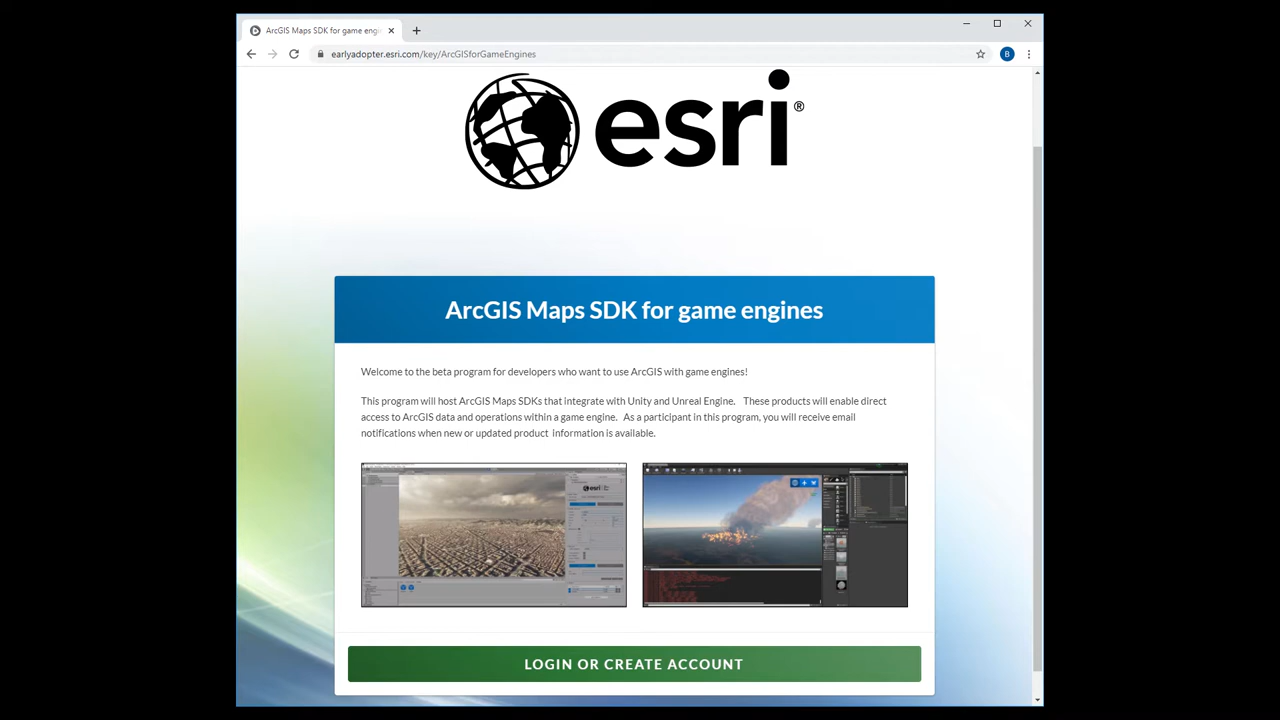 ArcGIS Maps SDK for game engin
earlyadopter.esri.com/key/ArcGISforGameEngines
B
esri®
ArcGIS Maps SDK for game engines
Welcome to the beta program for developers who want to use ArcGIS with game engines!
This program will host ArcGIS Maps SDKs that integrate with Unity and Unreal Engine. These products will enable direct
access to ArcGIS data and operations within a game engine. As a participant in this program, you will receive email
notifications when new or updated product information is available.
esri
LOGIN OR CREATE ACCOUNT